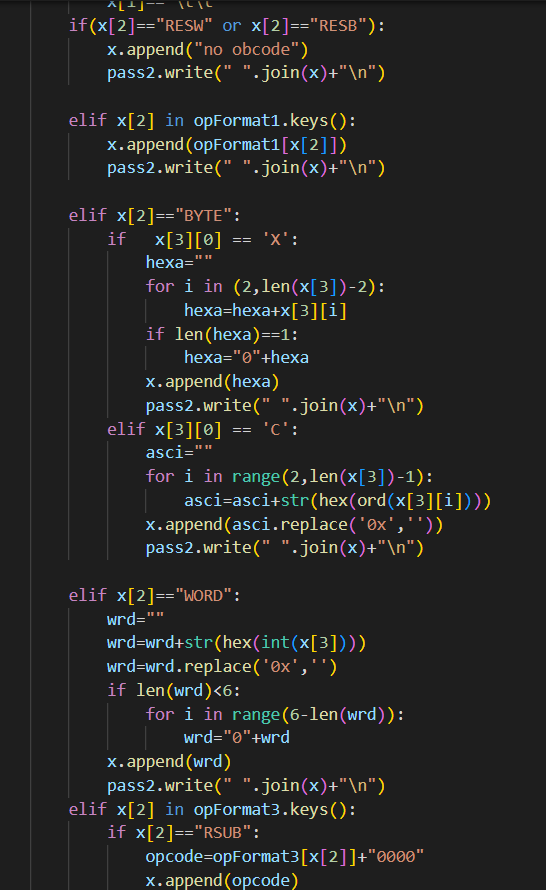 x[i]== "\t\t"
if(x[2]=="RESW" or x[2]=="RESB"):
x.append("no obcode")
pass2.write(" ".join(x)+"\n")
elif x[2] in opFormat1.keys():
x.append(opFormat1[x[2]])
pass2.write(" ".join(x)+"\n")
elif x[2]=="BYTE":
if   x[3][0] == 'X':
hexa=""
for i in (2,len(x[3])-2):
hexa=hexa+x[3][i]
if len(hexa)==1:
hexa="0"+hexa
x.append(hexa)
pass2.write(" ".join(x)+"\n")
elif x[3][0] == 'C':
asci=""
for i in range(2,len(x[3])-1):
asci=asci+str(hex(ord(x[3][i])))
x.append(asci.replace('0x',''))
pass2.write(" ".join(x)+"\n")
elif x[2]=="WORD":
wrd=""
wrd=wrd+str(hex(int(x[3])))
wrd=wrd.replace('0x','')
if len(wrd)<6:
for i in range(6-len(wrd)):
wrd="0"+wrd
x.append(wrd)
pass2.write(" ".join(x)+"\n")
elif x[2] in opFormat3.keys():
if x[2]=="RSUB":
opcode=opFormat3[x[2]]+"0000"
x.append(opcode)